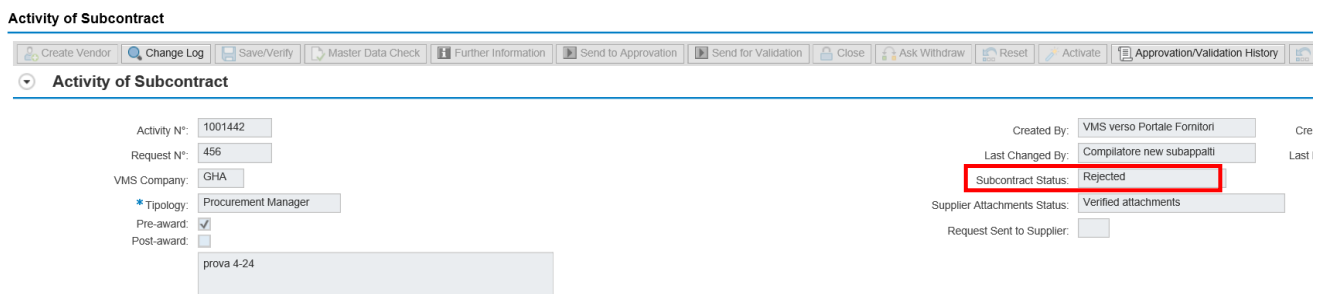 Activity of Subcontract
Create Vendor Change Log Save/Verify Master Data Check Further Information Send to Approvation Send for Validation Close Ask Withdraw Reset Activate Approvation/Validation History
Activity of Subcontract
Activity N°: 1001442 Created By: VMS verso Portale Fornitori Cre
Request N°: 456 Last Changed By: Compilatore new subappalti Last
VMS Company: GHA Subcontract Status: Rejected
*Tipology: Procurement Manager Supplier Attachments Status: Verified attachments
Pre-award: Request Sent to Supplier:
Post-award:
prova 4-24